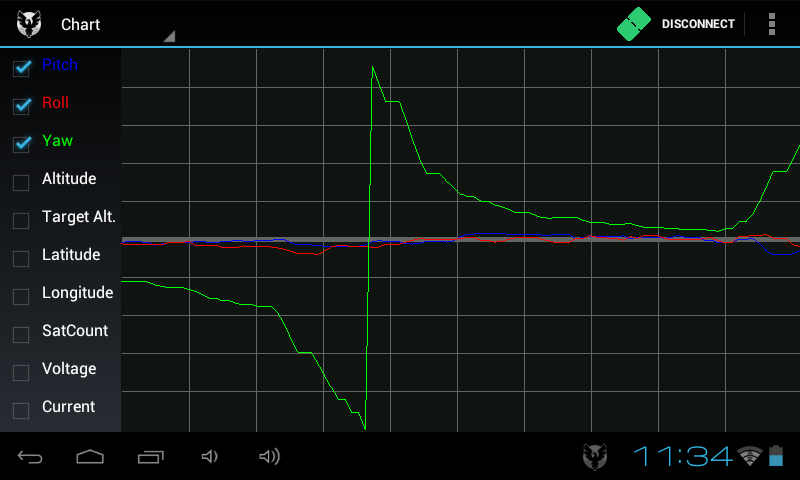 Chart
DISCONNECT
Pitch
Roll
Yaw
Altitude
Target Alt.
Latitude
Longitude
SatCount
Voltage
Current
11:34